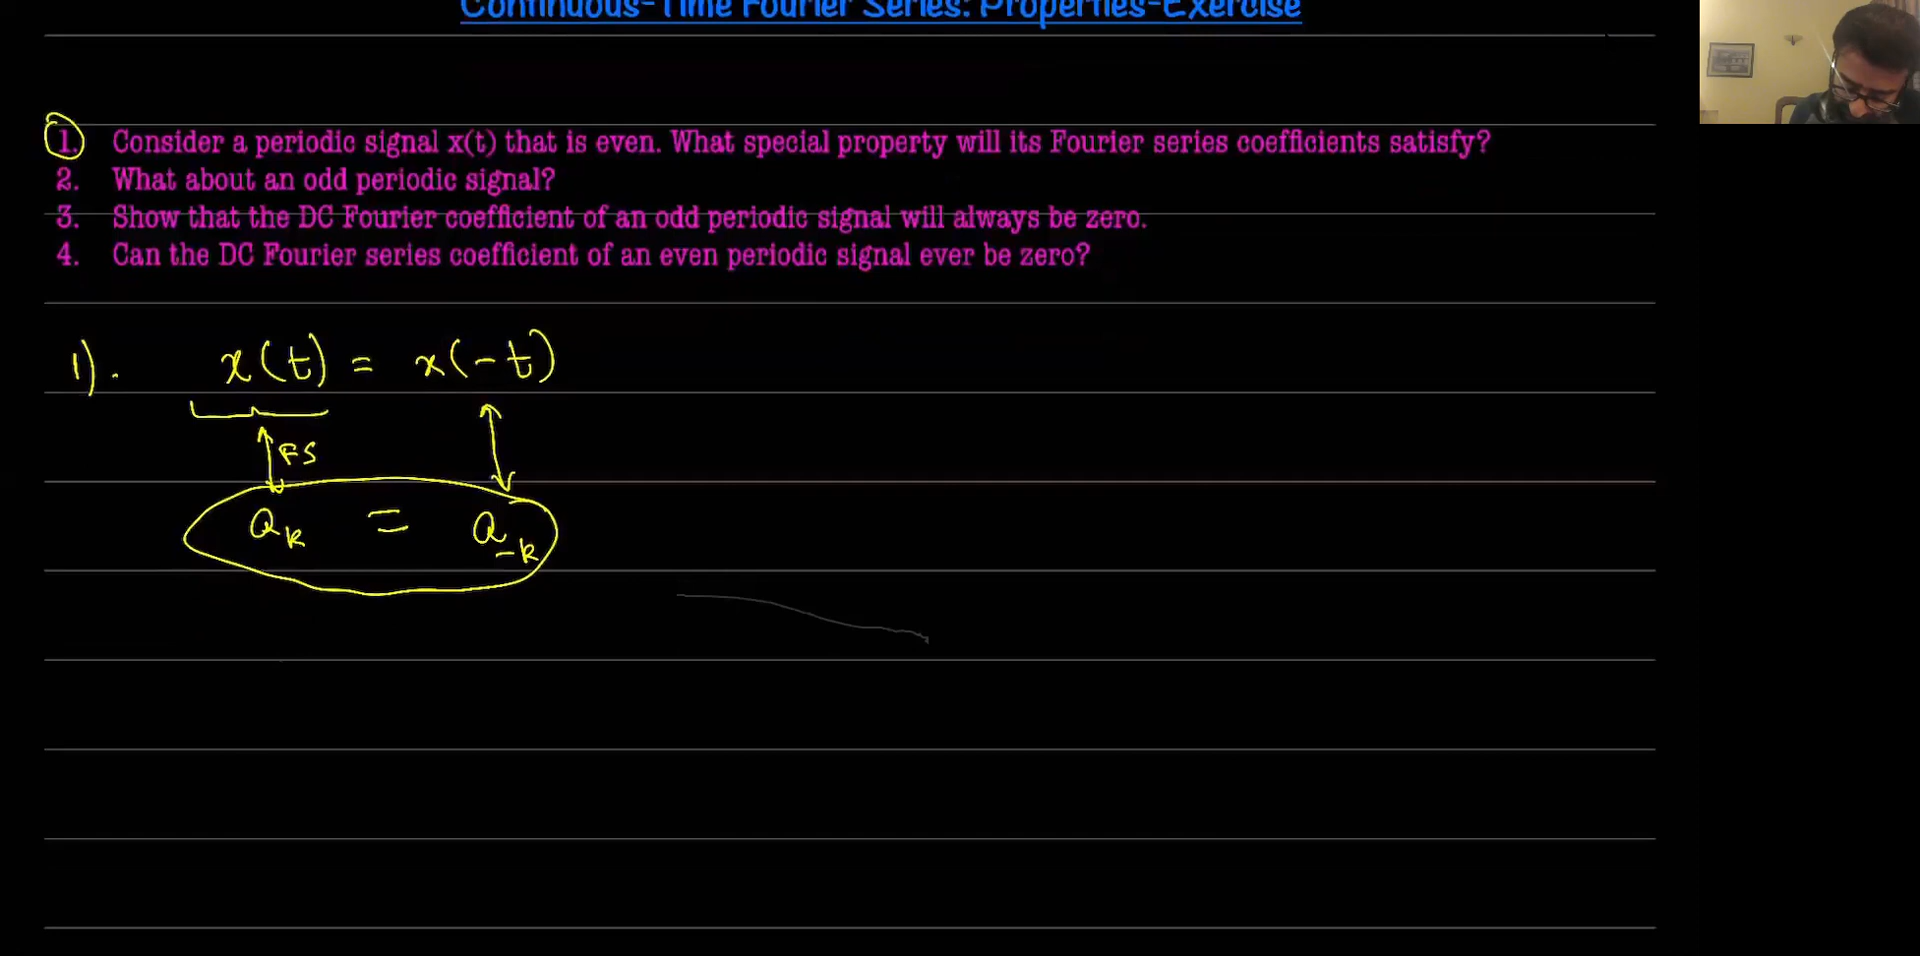 Continuous-Time Fourier Series: Properties-Exercise
1. Consider a periodic signal x(t) that is even. What special property will its Fourier series coefficients satisfy?
2. What about an odd periodic signal?
3. Show that the DC Fourier coefficient of an odd periodic signal will always be zero.
4. Can the DC Fourier series coefficient of an even periodic signal ever be zero?
1). x(t) = x(-t)
FS
a_k = a_-k